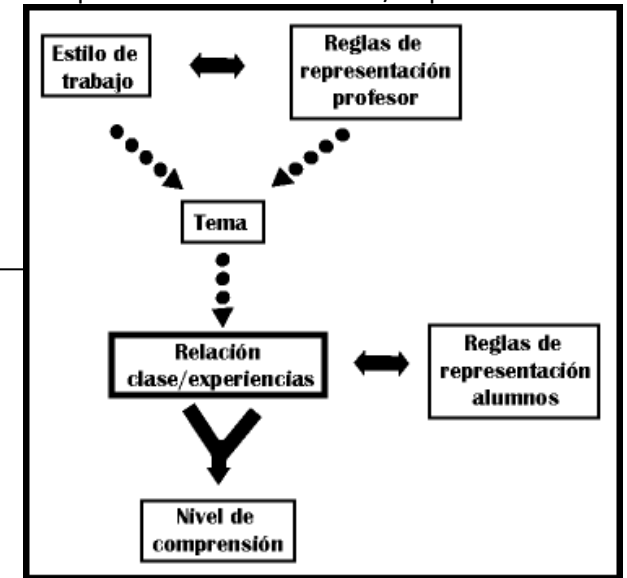 Estilo de
trabajo
Reglas de
representación
profesor
Tema
Relación
clase/experiencias
Reglas de
representación
alumnos
Nivel de
comprensión